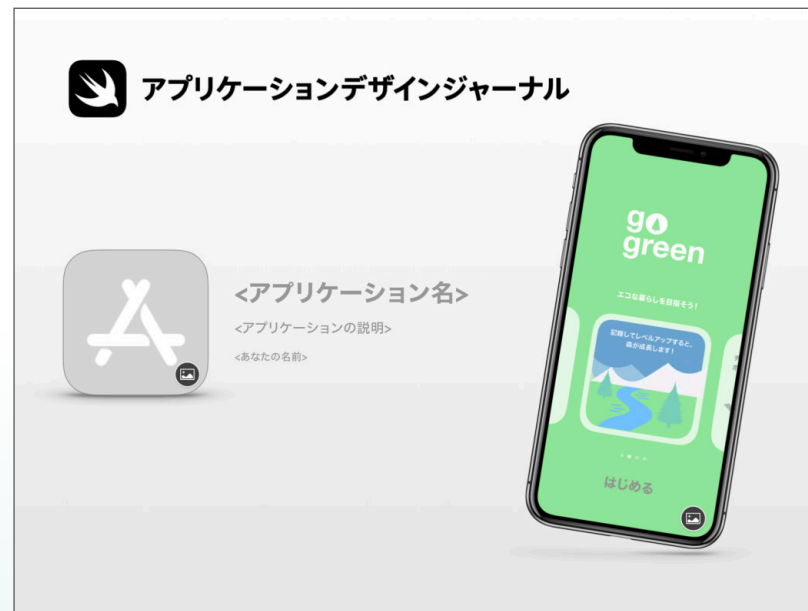 アプリケーションデザインジャーナル
<アプリケーション名>
<アプリケーションの説明>
<あなたの名前>
go
green
エコな暮らしを目指そう!
記録してレベルアップすると、
森が成長します!
はじめる